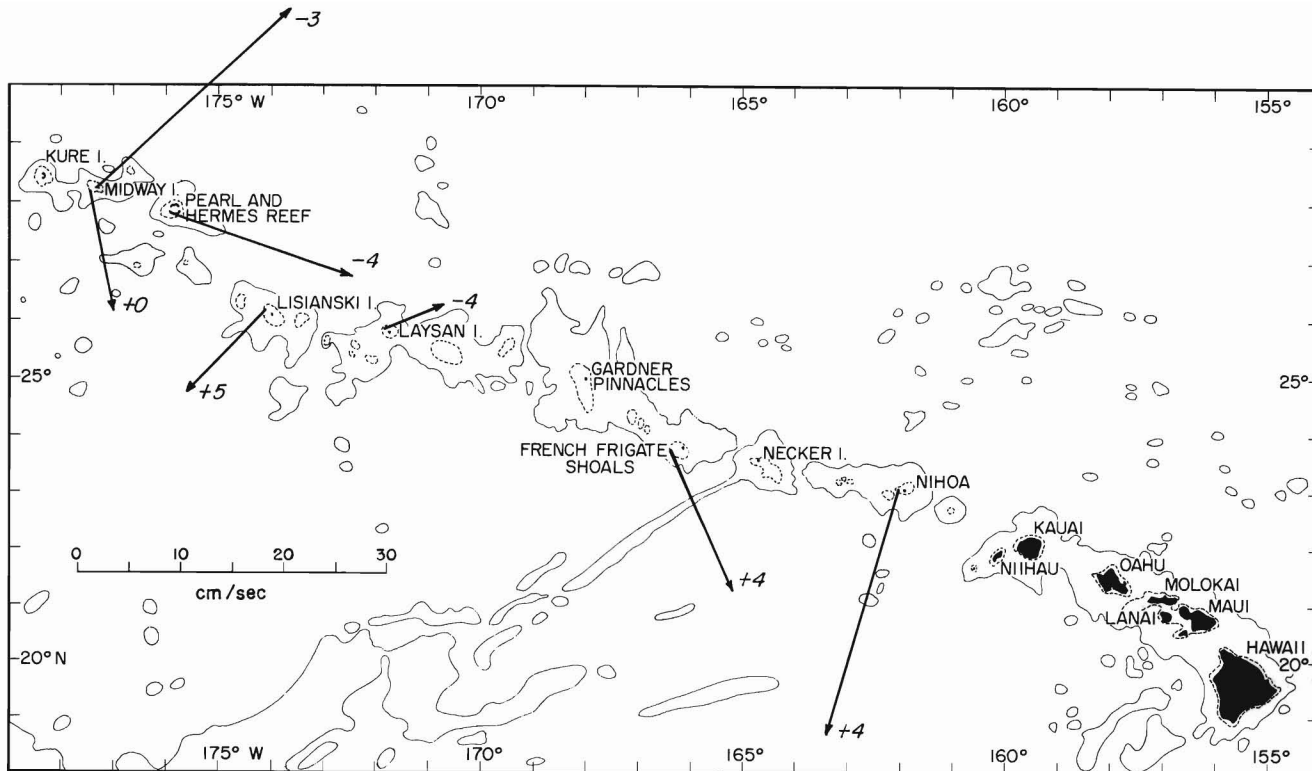 -3
175° W
170°
165°
160°
155°
KURE I.
MIDWAY I.
PEARL AND
HERMES REEF
-4
+0
LISIANSKI I.
-4
LAYSAN I.
+5
25°
25°
GARDNER
PINNACLES
FRENCH FRIGATE
SHOALS
NECKER I.
NIHOA
KAUAI
NIIHAU
OAHU
MOLOKAI
LANAI
MAUI
HAWAII
0 10 20 30
cm/sec
+4
20° N
20°
+4
175° W
170°
165°
160°
155°